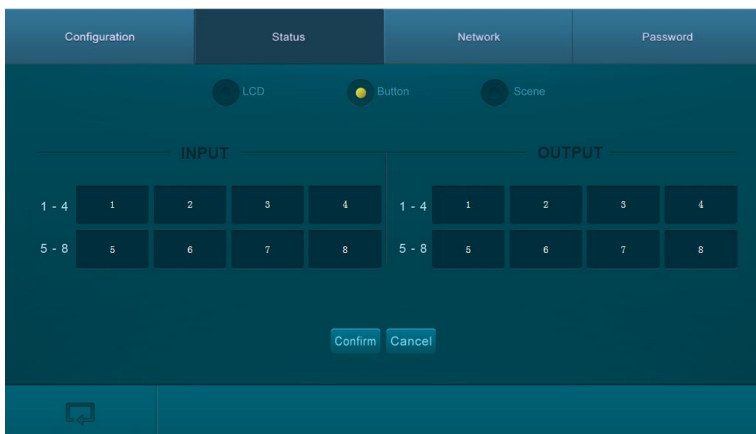 Configuration Status Network Password
LCD Button Scene
INPUT OUTPUT
1 - 4 1 2 3 4 1 - 4 1 2 3 4
5 - 8 5 6 7 8 5 - 8 5 6 7 8
Confirm Cancel